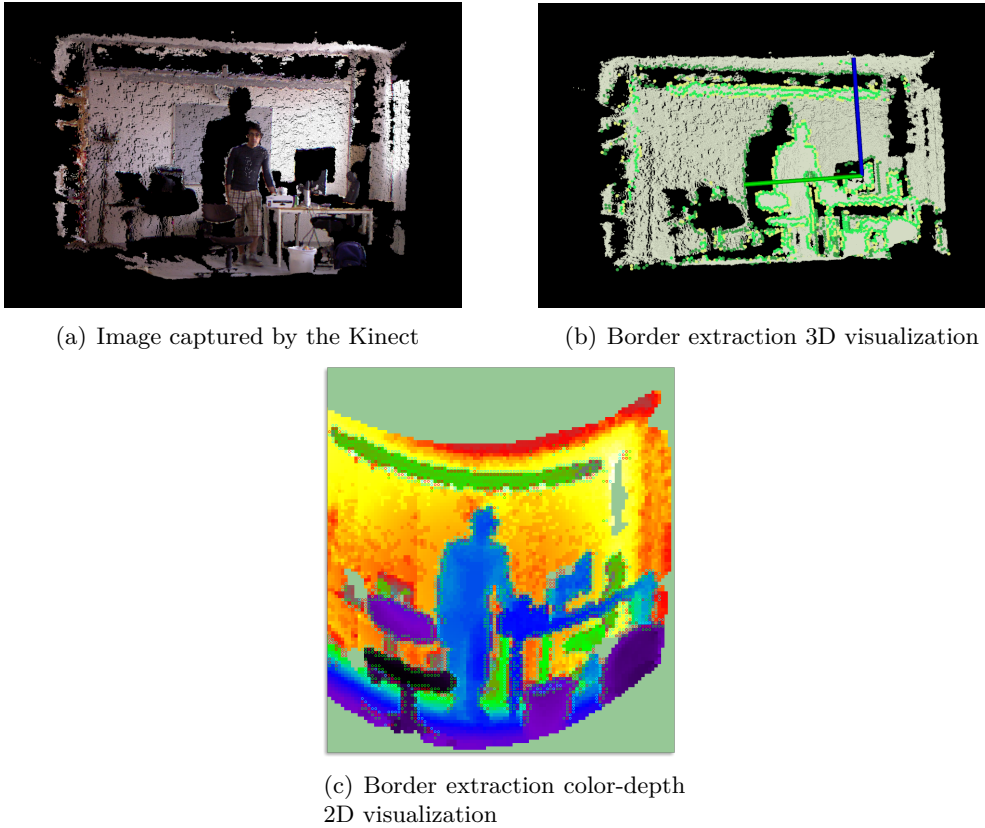 (a) Image captured by the Kinect
(b) Border extraction 3D visualization
(c) Border extraction color-depth
2D visualization